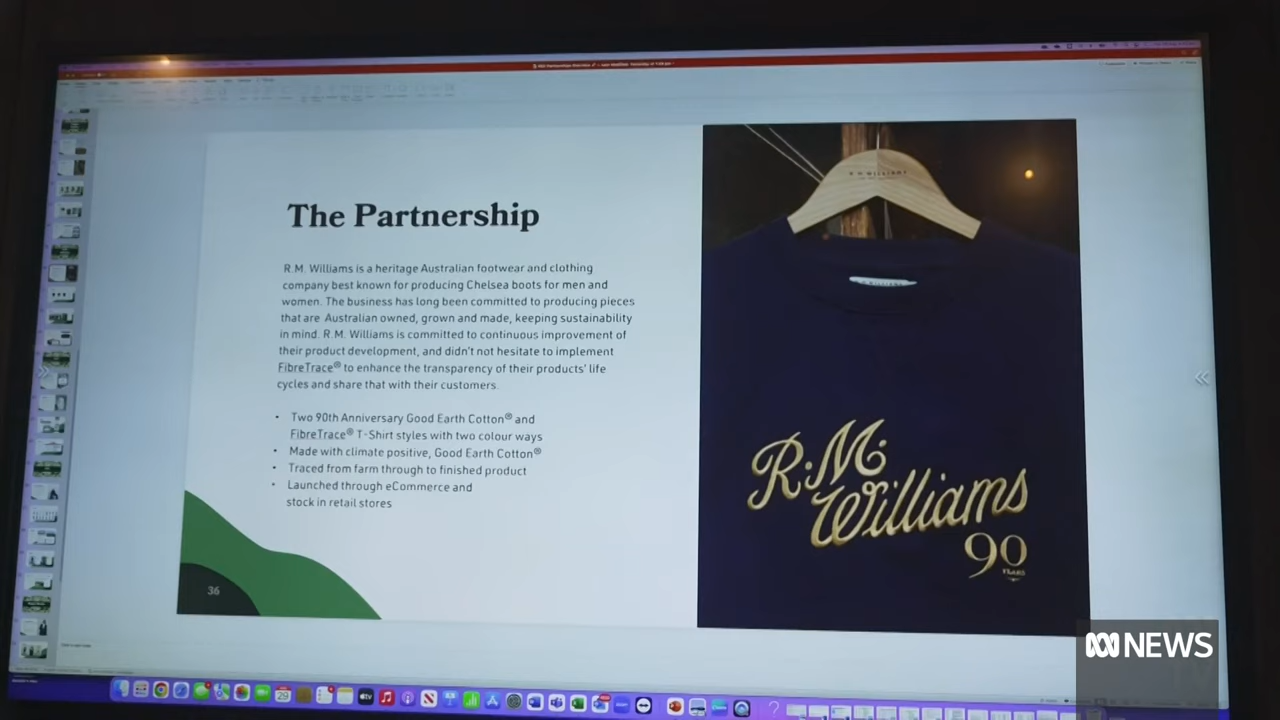 The Partnership
R.M. Williams is a heritage Australian footwear and clothing
company best known for producing Chelsea boots for men and
women. The business has long been committed to producing pieces
that are Australian owned, grown and made, keeping sustainability
in mind. R.M. Williams is committed to continuous improvement of
their product development, and didn't not hesitate to implement
FibreTrace® to enhance the transparency of their products' life
cycles and share that with their customers.
• Two 90th Anniversary Good Earth Cotton® and
FibreTrace® T-Shirt styles with two colour ways
• Made with climate positive, Good Earth Cotton®
• Traced from farm through to finished product
• Launched through eCommerce and
stock in retail stores
36
R.M. WILLIAMS
R.M.
Williams
90
YEARS
NEWS